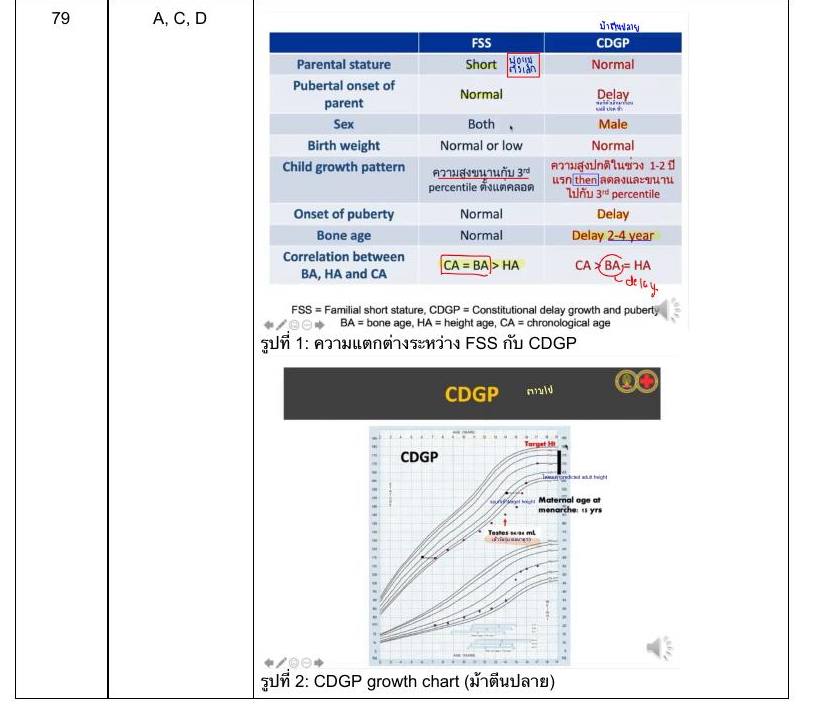 79
A, C, D
ม้าตีนปลาย
FSS
CDGP
Parental stature
Short
พ่อแม่
ตัวเล็ก
Normal
Pubertal onset of parent
Normal
Delay
Sex
Both
Male
Birth weight
Normal or low
Normal
Child growth pattern
ความสูงขนานกับ 3rd
percentile ตั้งแต่คลอด
ความสูงปกติในช่วง 1-2 ปี
แรก then ลดลงและขนาน
ไปกับ 3rd percentile
Onset of puberty
Normal
Delay
Bone age
Normal
Delay 2-4 year
Correlation between
BA, HA and CA
CA = BA > HA
CA > BA = HA
delay.
FSS = Familial short stature, CDGP = Constitutional delay growth and puberty
BA = bone age, HA = height age, CA = chronological age
รูปที่ 1: ความแตกต่างระหว่าง FSS กับ CDGP
CDGP
CDGP
Target Ht
Maternal age at
menarche: 15 yrs
รูปที่ 2: CDGP growth chart (ม้าตีนปลาย)